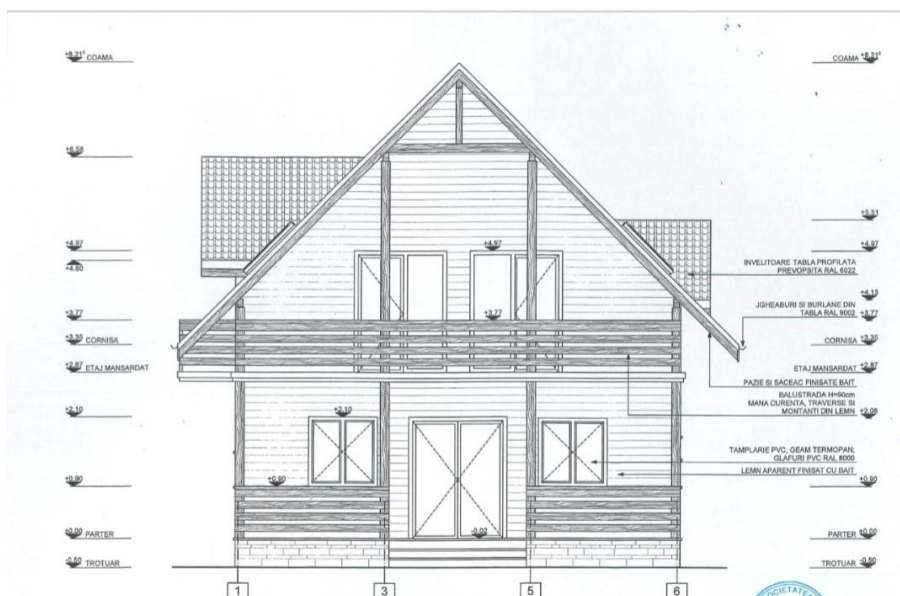 +8.21⁵ COAMA
+6.58
+4.97
+4.80
+3.77
+3.35 CORNISA
+2.87 ETAJ MANSARDAT
+2.10
+0.90
±0.00 PARTER
-0.50 TROTUAR
+4.97
+3.77
+2.10
+0.90
-0.02
1
3
5
6
COAMA +8.21⁵
+5.51
+4.97
INVELITOARE TABLA PROFILATA
PREVOPSITA RAL 6022
+4.13
JGHEABURI SI BURLANE DIN
TABLA RAL 9002
+3.77
CORNISA +3.35
ETAJ MANSARDAT +2.87
PAZIE SI SACEAC FINISATE BAIT
BALUSTRADA H=90cm
MANA CURENTA, TRAVERSE SI
MONTANTI DIN LEMN
+2.08
TAMPLARIE PVC, GEAM TERMOPAN;
GLAFURI PVC RAL 8000
LEMN APARENT FINISAT CU BAIT
+0.90
PARTER ±0.00
TROTUAR -0.50
SOCIETATEA